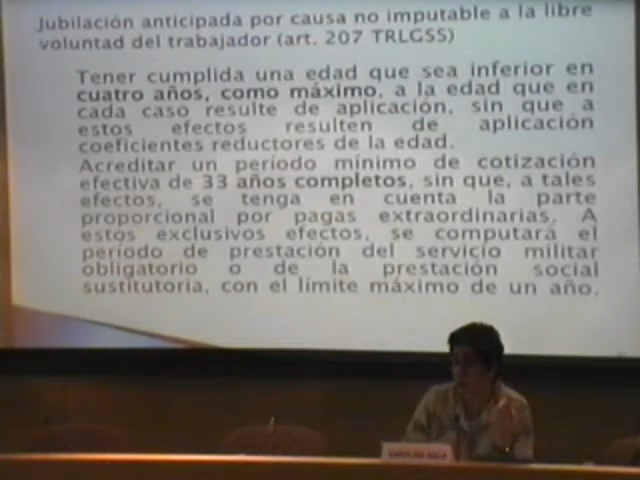 Jubilación anticipada por causa no imputable a la libre
voluntad del trabajador (art. 207 TRLGSS)
Tener cumplida una edad que sea inferior en
cuatro años, como máximo, a la edad que en
cada caso resulte de aplicación, sin que a
estos efectos resulten de aplicación
coeficientes reductores de la edad.
Acreditar un período mínimo de cotización
efectiva de 33 años completos, sin que, a tales
efectos, se tenga en cuenta la parte
proporcional por pagas extraordinarias. A
estos exclusivos efectos, se computará el
período de prestación del servicio militar
obligatorio o de la prestación social
sustitutoria, con el límite máximo de un año.